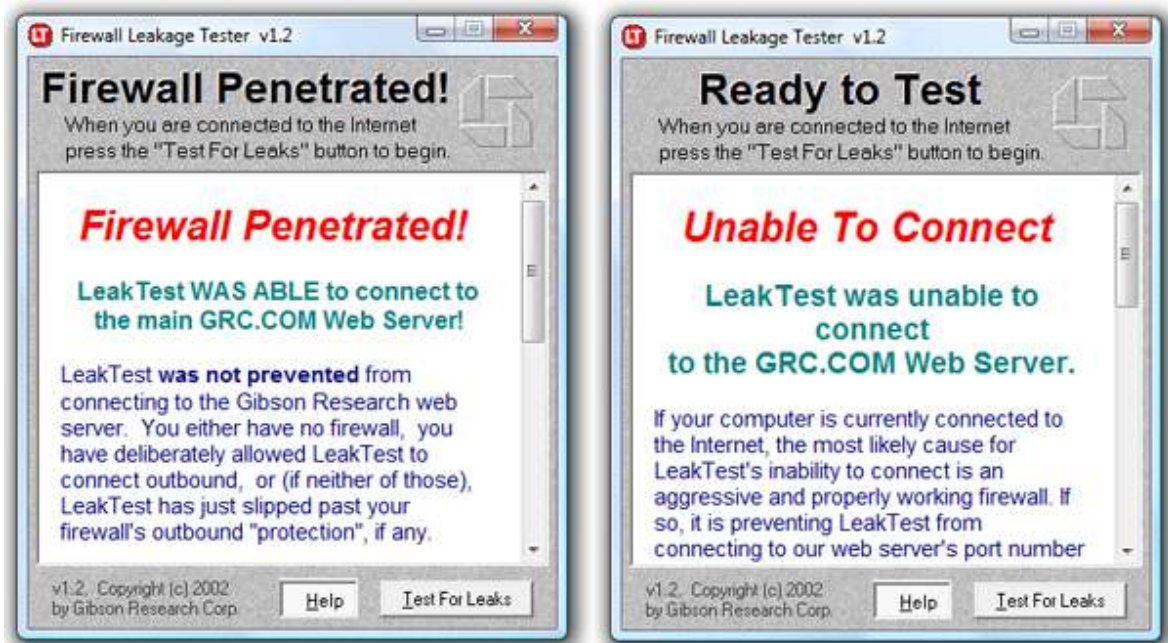 LT Firewall Leakage Tester v1.2
Firewall Penetrated!
When you are connected to the Internet
press the "Test For Leaks" button to begin.
Firewall Penetrated!
LeakTest WAS ABLE to connect to
the main GRC.COM Web Server!
LeakTest was not prevented from
connecting to the Gibson Research web
server. You either have no firewall, you
have deliberately allowed LeakTest to
connect outbound, or (if neither of those),
LeakTest has just slipped past your
firewall's outbound "protection", if any.
v1.2, Copyright (c) 2002
by Gibson Research Corp.
Help
Test For Leaks
LT Firewall Leakage Tester v1.2
Ready to Test
When you are connected to the Internet
press the "Test For Leaks" button to begin.
Unable To Connect
LeakTest was unable to
connect
to the GRC.COM Web Server.
If your computer is currently connected to
the Internet, the most likely cause for
LeakTest's inability to connect is an
aggressive and properly working firewall. If
so, it is preventing LeakTest from
connecting to our web server's port number
v1.2, Copyright (c) 2002
by Gibson Research Corp.
Help
Test For Leaks